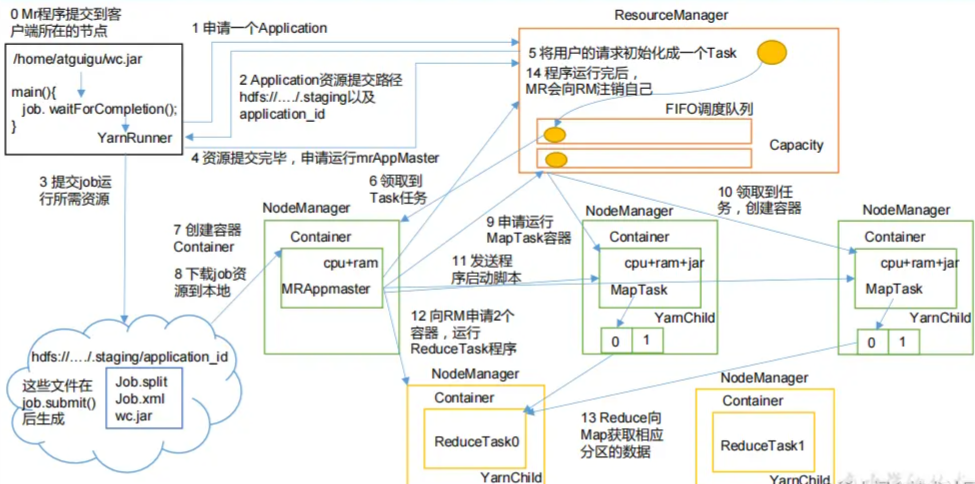 0 Mr程序提交到客
户端所在的节点
/home/atguigu/wc.jar
main(){
job. waitForCompletion();
}
YarnRunner
1 申请一个Application
2 Application资源提交路径
hdfs://…./.staging以及
application_id
4 资源提交完毕，申请运行mrAppMaster
ResourceManager
5 将用户的请求初始化成一个Task
14 程序运行完后，
MR会向RM注销自己
FIFO调度队列
Capacity
3 提交job运
行所需资源
6 领取到
Task任务
7 创建容器
Container
8 下载job资
源到本地
NodeManager
Container
cpu+ram
MRAppmaster
9 申请运行
MapTask容器
11 发送程
序启动脚本
12 向RM申请2个
容器，运行
ReduceTask程序
NodeManager
Container
cpu+ram+jar
MapTask
YarnChild
0 1
10 领取到任
务，创建容器
NodeManager
Container
cpu+ram+jar
MapTask
YarnChild
0 1
hdfs://…./.staging/application_id
这些文件在
job.submit()
后生成
Job.split
Job.xml
wc.jar
NodeManager
Container
ReduceTask0
YarnChild
13 Reduce向
Map获取相应
分区的数据
NodeManager
Container
ReduceTask1
YarnChild